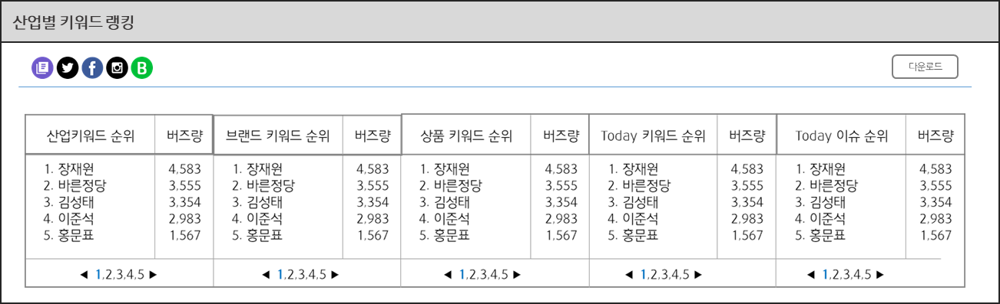 산업별 키워드 랭킹
B
다운로드
산업키워드 순위 버즈량 브랜드 키워드 순위 버즈량 상품 키워드 순위 버즈량 Today 키워드 순위 버즈량 Today 이슈 순위 버즈량
1. 장재원 4,583 1. 장재원 4,583 1. 장재원 4,583 1. 장재원 4,583 1. 장재원 4,583
2. 바른정당 3,555 2. 바른정당 3,555 2. 바른정당 3,555 2. 바른정당 3,555 2. 바른정당 3,555
3. 김성태 3,354 3. 김성태 3,354 3. 김성태 3,354 3. 김성태 3,354 3. 김성태 3,354
4. 이준석 2,983 4. 이준석 2,983 4. 이준석 2,983 4. 이준석 2,983 4. 이준석 2,983
5. 홍문표 1,567 5. 홍문표 1,567 5. 홍문표 1,567 5. 홍문표 1,567 5. 홍문표 1,567
◀ 1,2,3,4,5 ▶ ◀ 1,2,3,4,5 ▶ ◀ 1,2,3,4,5 ▶ ◀ 1,2,3,4,5 ▶ ◀ 1,2,3,4,5 ▶